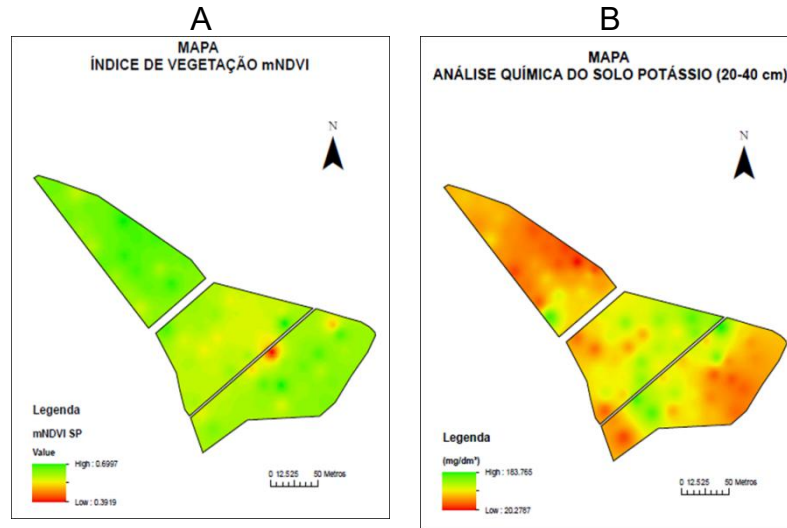 A
MAPA
ÍNDICE DE VEGETAÇÃO mNDVI
N
Legenda
mNDVI SP
Value
High : 0.6997
Low : 0.3919
0 12.525 50 Metros
B
MAPA
ANÁLISE QUÍMICA DO SOLO POTÁSSIO (20-40 cm)
N
Legenda
(mg/dm³)
High : 183.765
Low : 20.2787
0 12.525 50 Metros